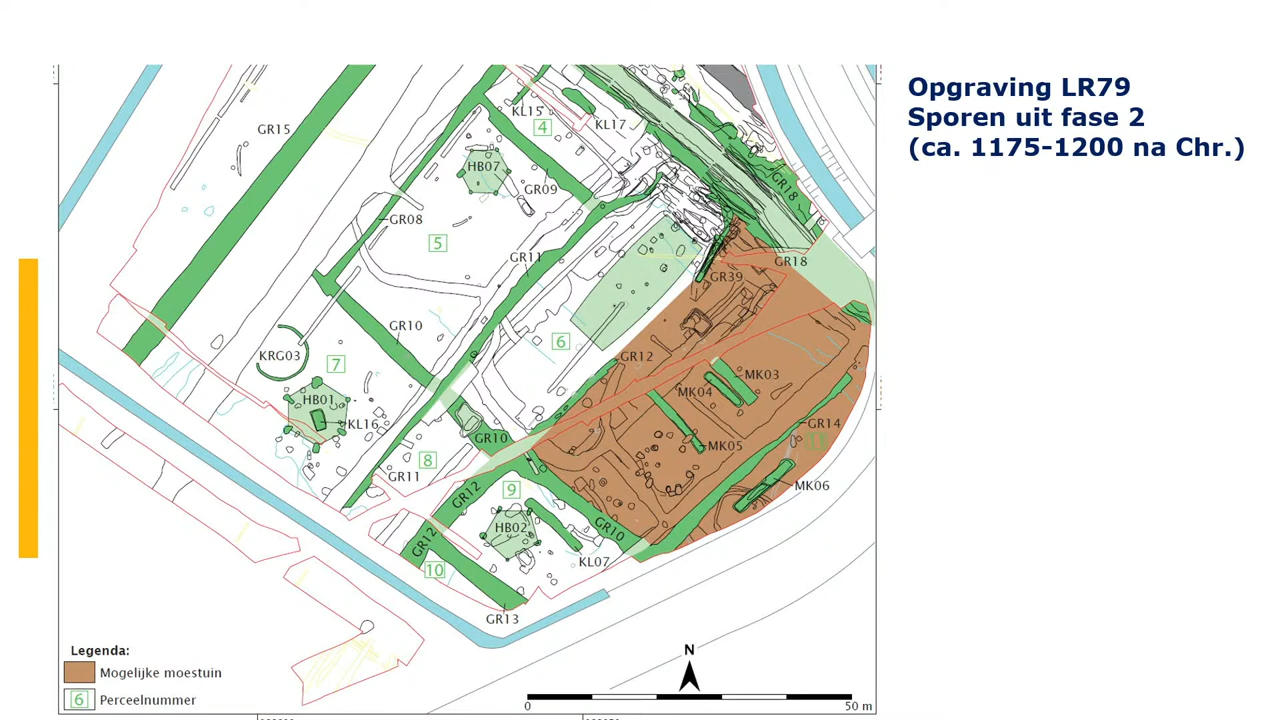 Opgraving LR79
Sporen uit fase 2
(ca. 1175-1200 na Chr.)
KL15
4
KL17
GR15
HB07
GR09
GR18
GR08
5
GR11
GR18
GR39
GR10
6
KRG03
7
GR12
MK03
MK04
HB01
KL16
GR10
GR14
MK05
8
GR11
MK06
GR12
9
HB02
GR10
GR12
10
KL07
GR13
Legenda:
Mogelijke moestuin
6 Perceelnummer
N
0 50 m